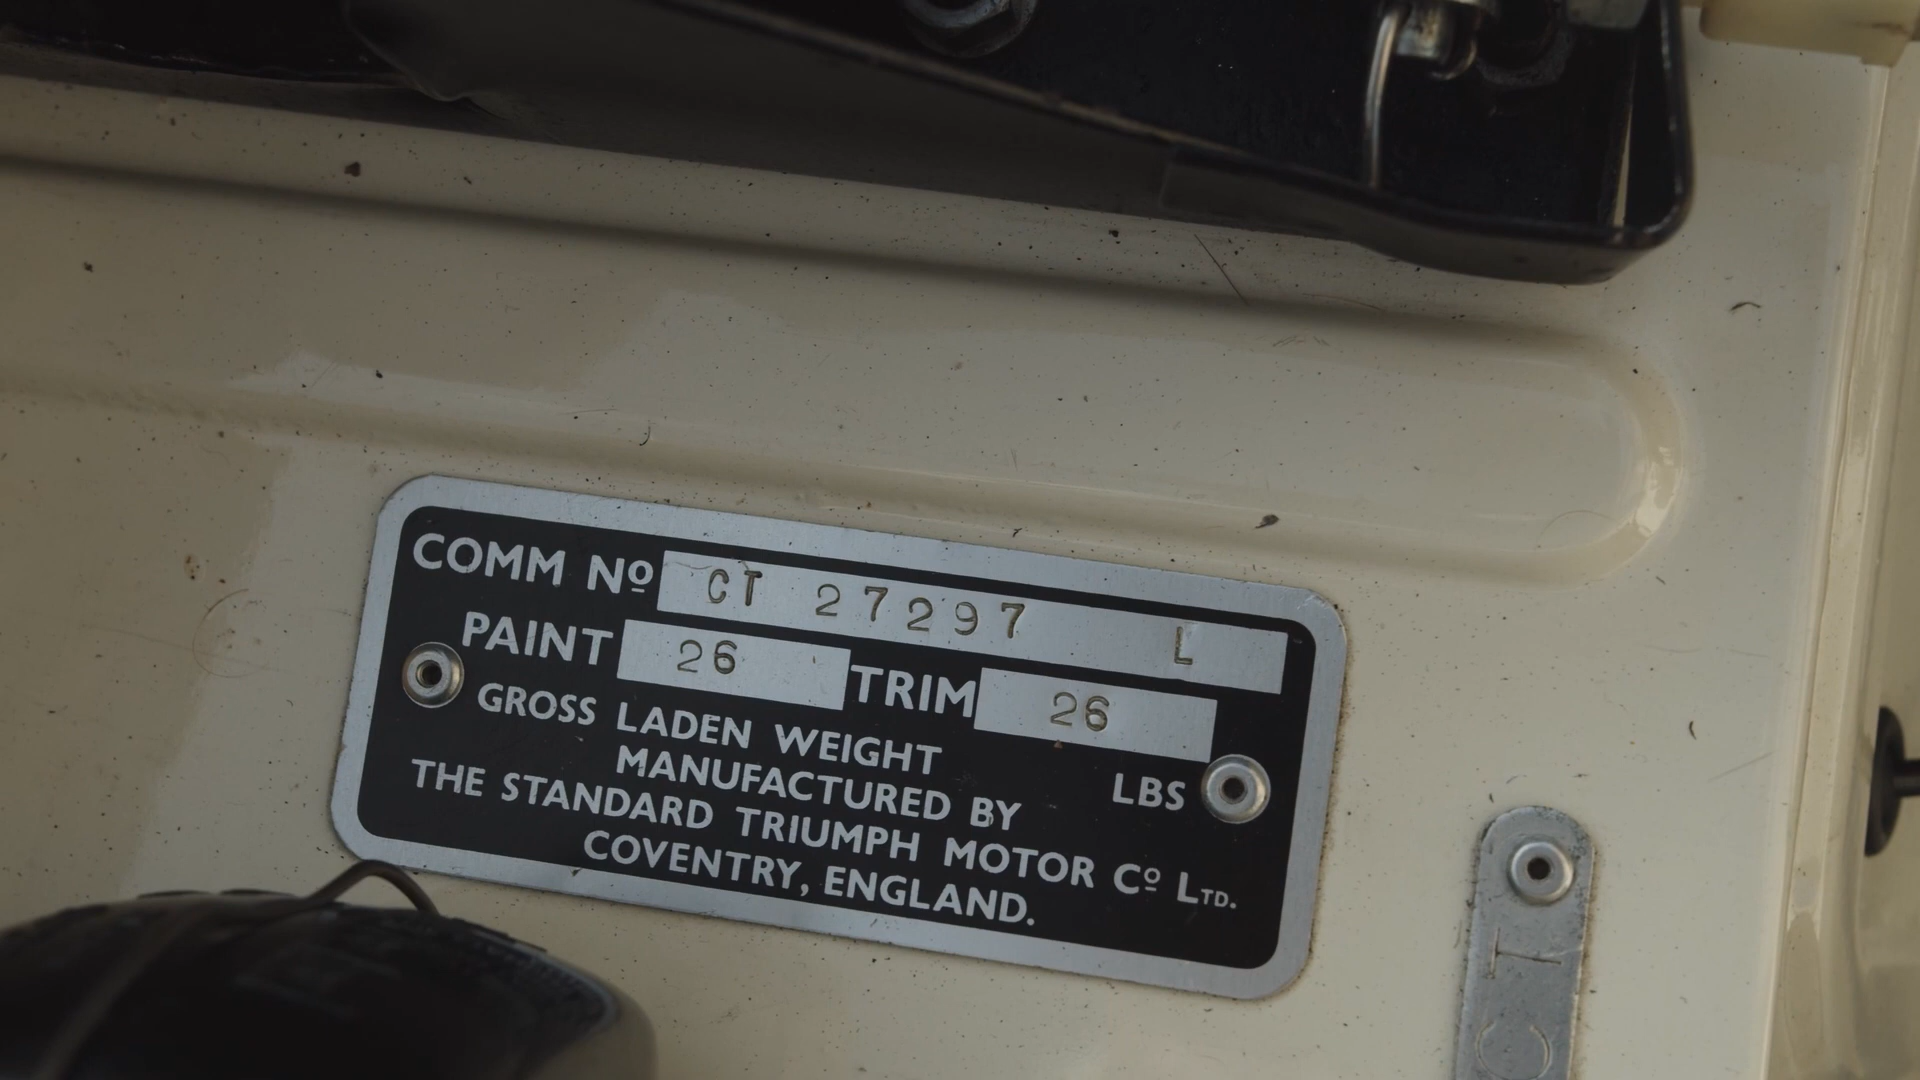 COMM Nº CT 27297 L
PAINT 26 TRIM 26
GROSS LADEN WEIGHT LBS
MANUFACTURED BY
THE STANDARD TRIUMPH MOTOR Cº LTD.
COVENTRY, ENGLAND.
CT